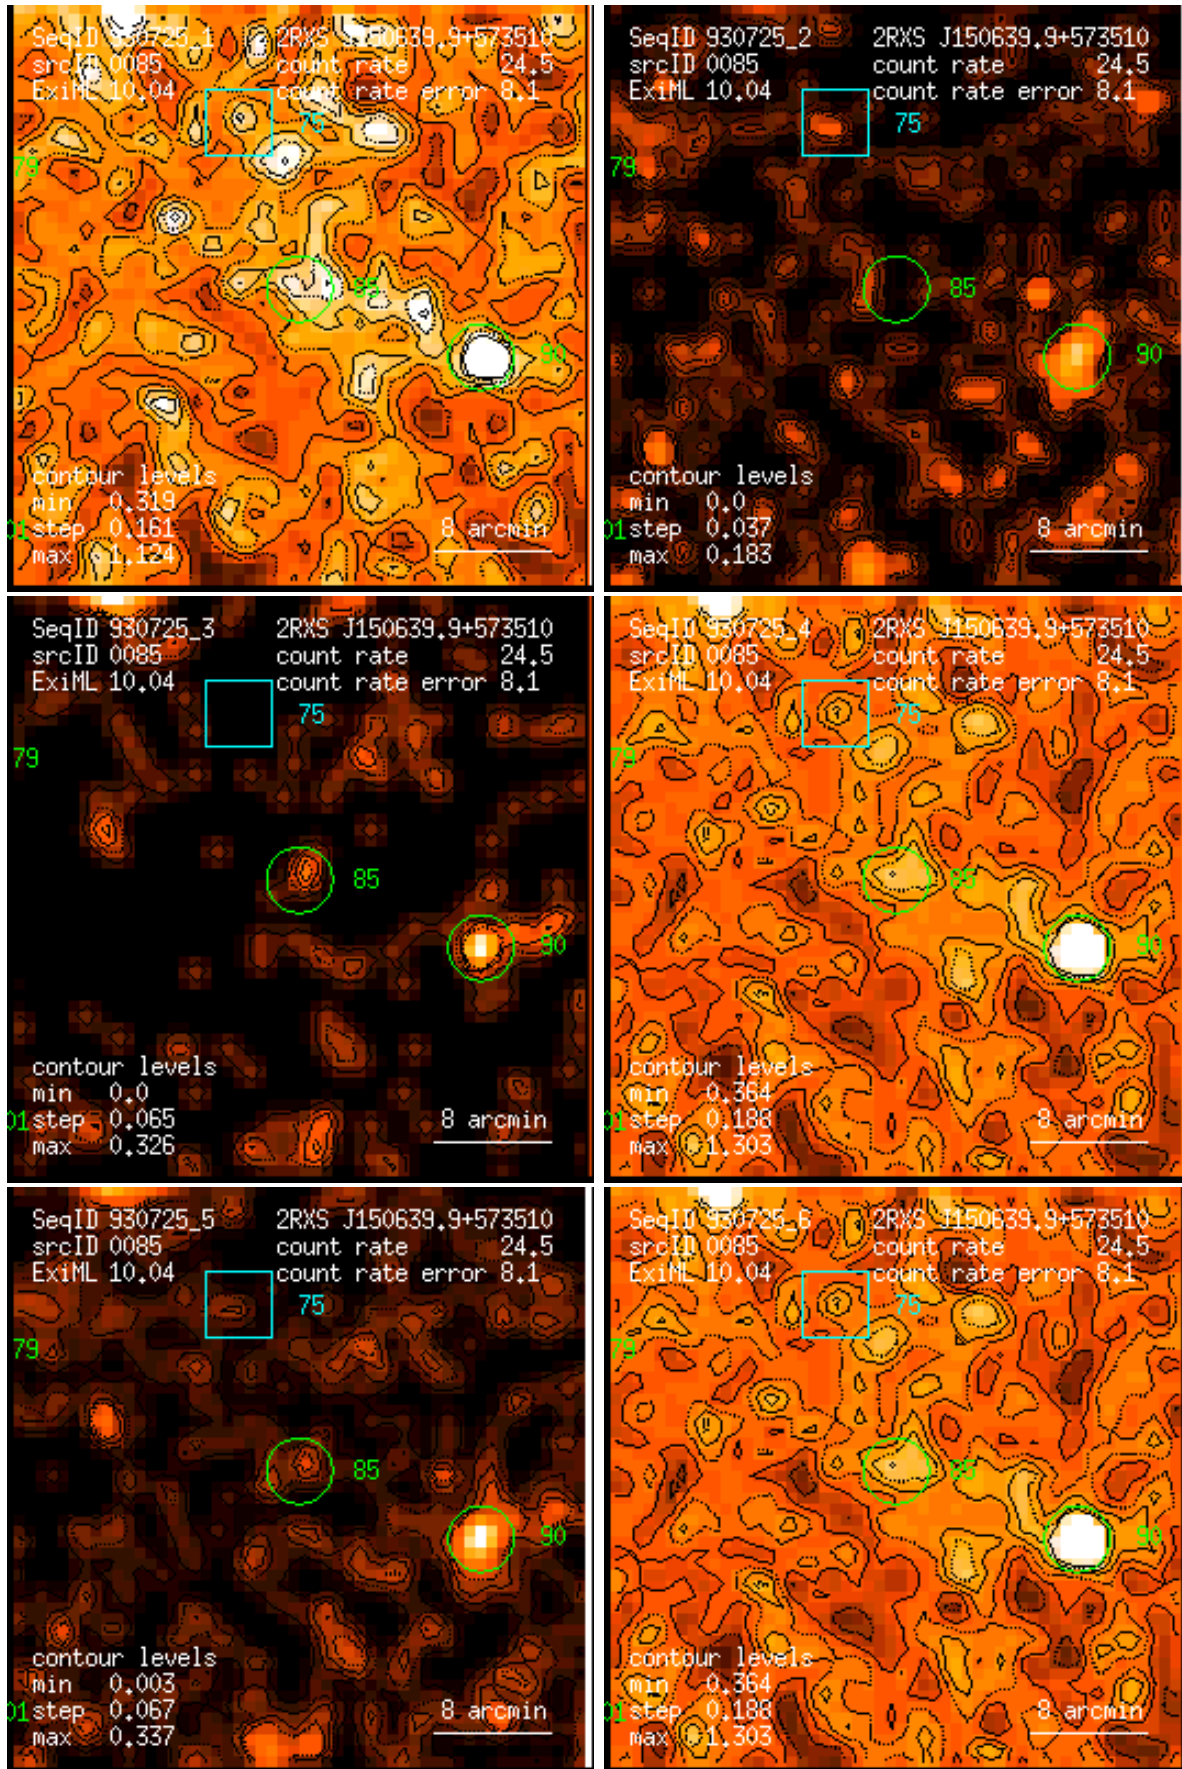 SeqID 930725_1 2RXS J150639.9+573510
srcID 0085 count rate 24.5
ExiML 10.04 count rate error 8.1
75
79
85
90
contour levels
min 0.319
01 step 0.161 8 arcmin
max 1.124
SeqID 930725_2 2RXS J150639.9+573510
srcID 0085 count rate 24.5
ExiML 10.04 count rate error 8.1
75
79
85
90
contour levels
min 0.0
01 step 0.037 8 arcmin
max 0.183
SeqID 930725_3 2RXS J150639.9+573510
srcID 0085 count rate 24.5
ExiML 10.04 count rate error 8.1
75
79
85
90
contour levels
min 0.0
01 step 0.065 8 arcmin
max 0.326
SeqID 930725_4 2RXS J150639.9+573510
srcID 0085 count rate 24.5
ExiML 10.04 count rate error 8.1
75
79
85
90
contour levels
min 0.364
01 step 0.188 8 arcmin
max 1.303
SeqID 930725_5 2RXS J150639.9+573510
srcID 0085 count rate 24.5
ExiML 10.04 count rate error 8.1
75
79
85
90
contour levels
min 0.003
01 step 0.067 8 arcmin
max 0.337
SeqID 930725_6 2RXS J150639.9+573510
srcID 0085 count rate 24.5
ExiML 10.04 count rate error 8.1
75
79
85
90
contour levels
min 0.364
01 step 0.188 8 arcmin
max 1.303